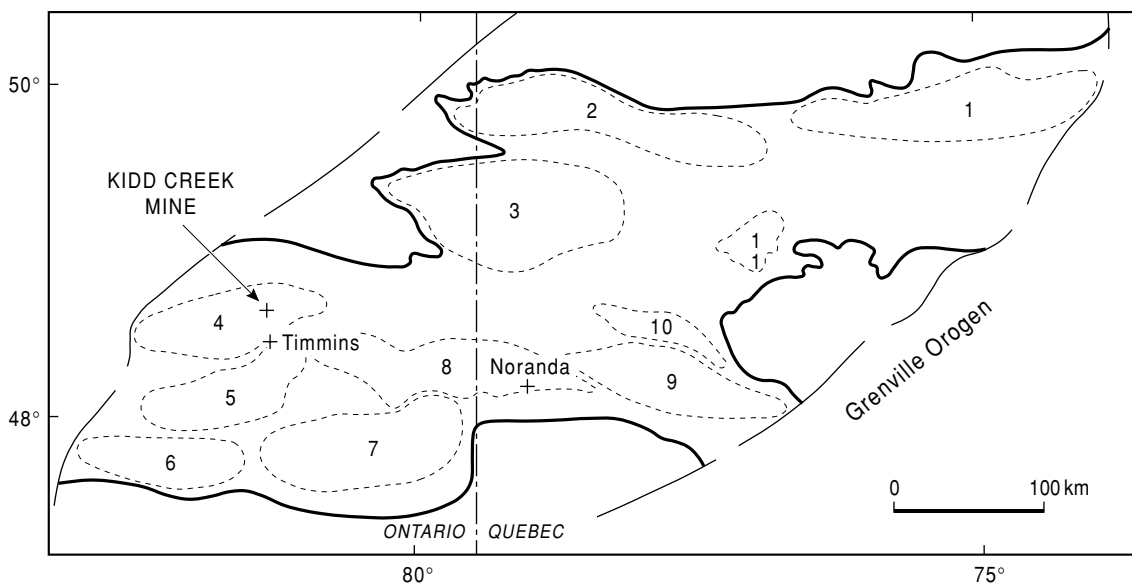 50°
2
1
3
KIDD CREEK
MINE
1
1
4
Timmins
10
8
Noranda
9
5
Grenville Orogen
48°
7
6
0
100 km
ONTARIO
QUEBEC
80°
75°